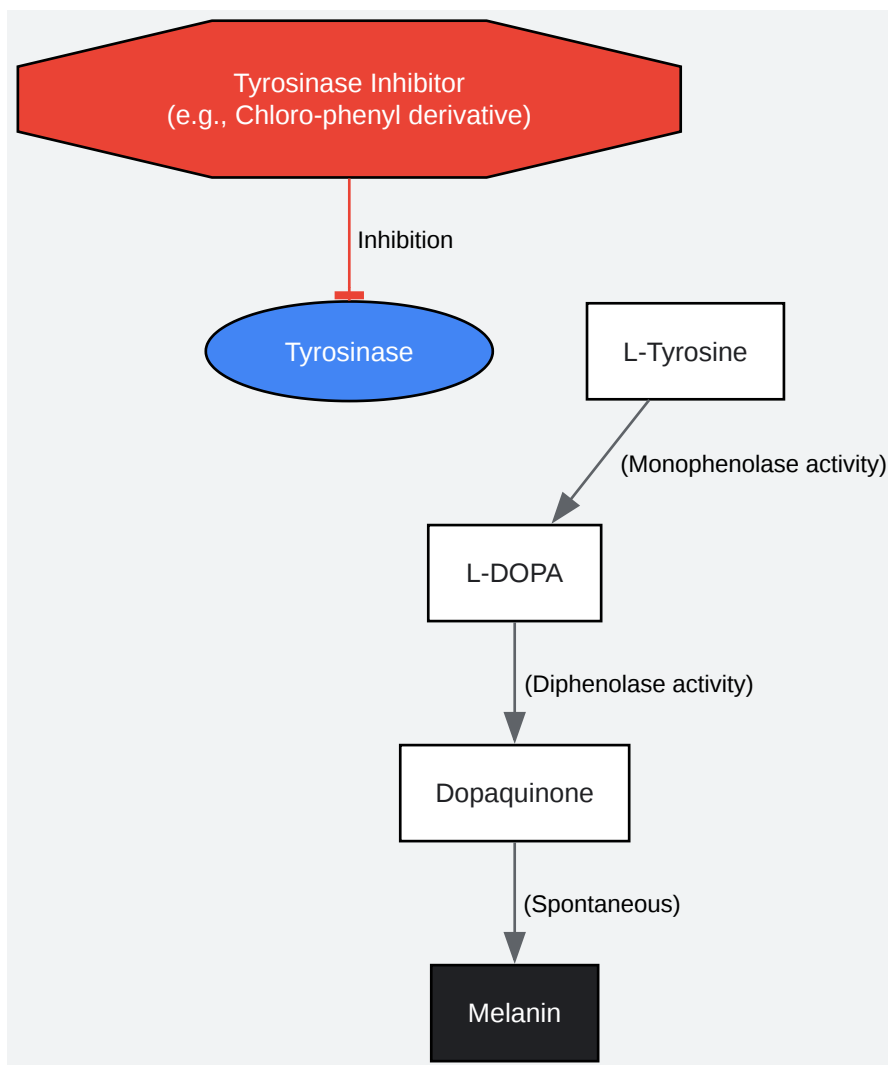 Tyrosinase Inhibitor
(e.g., Chloro-phenyl derivative)
Inhibition
Tyrosinase
L-Tyrosine
(Monophenolase activity)
L-DOPA
(Diphenolase activity)
Dopaquinone
(Spontaneous)
Melanin